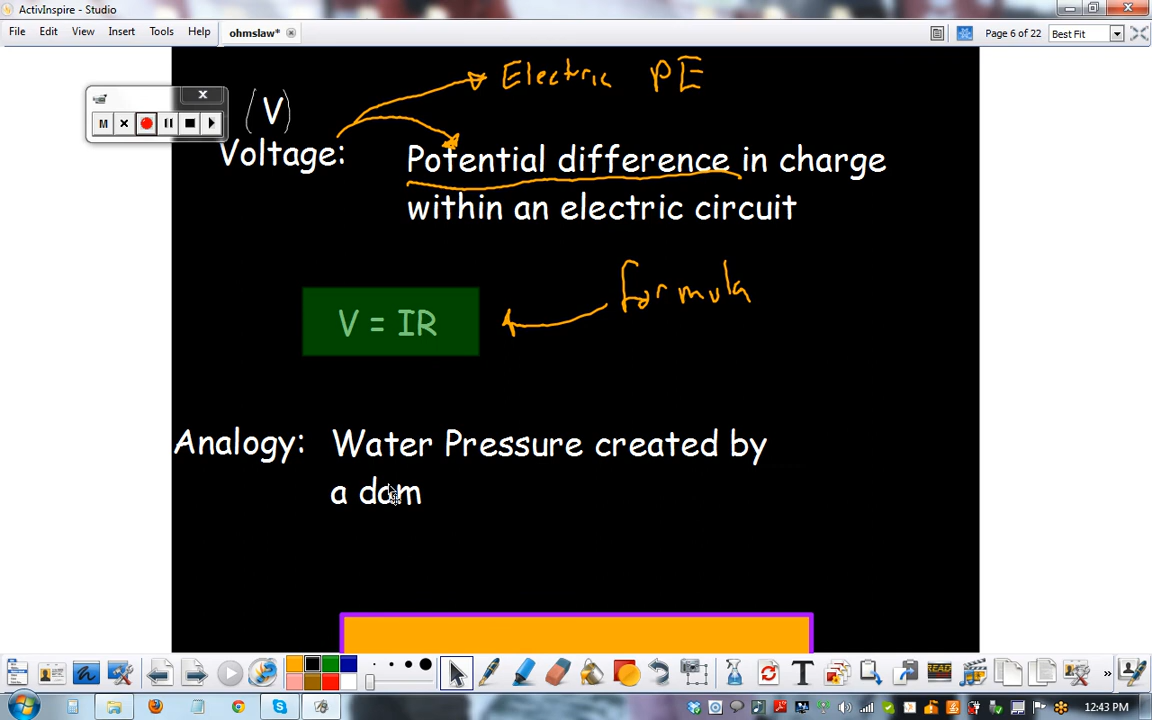 ActivInspire - Studio
File Edit View Insert Tools Help
ohmslaw*
Page 6 of 22
Best Fit
Electric PE
M
(V)
Voltage: Potential difference in charge
within an electric circuit
formula
V = IR
Analogy: Water Pressure created by
a dam
READ
T
12:43 PM